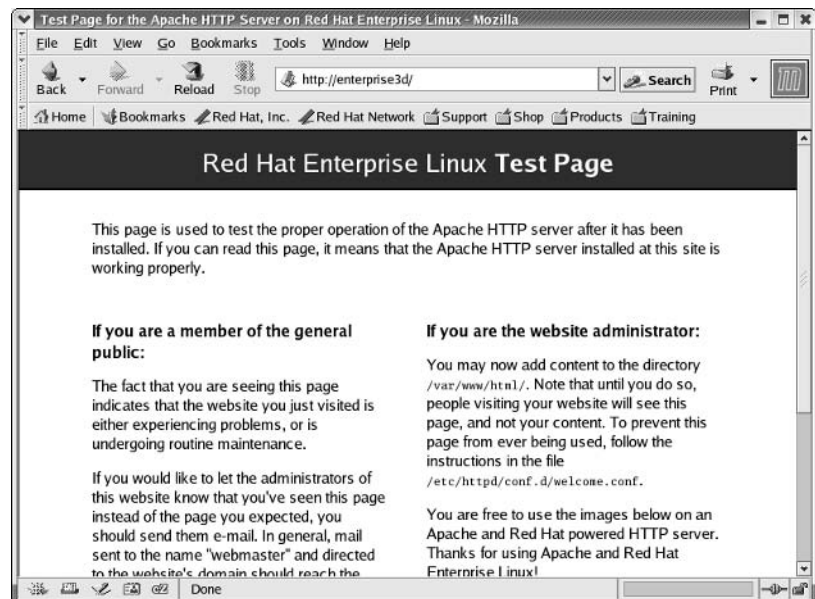 Test Page for the Apache HTTP Server on Red Hat Enterprise Linux - Mozilla
File Edit View Go Bookmarks Tools Window Help
Back Forward Reload Stop http://enterprise3d/ Search Print
Home Bookmarks Red Hat, Inc. Red Hat Network Support Shop Products Training
Red Hat Enterprise Linux Test Page
This page is used to test the proper operation of the Apache HTTP server after it has been
installed. If you can read this page, it means that the Apache HTTP server installed at this site is
working properly.
If you are a member of the general
public:
The fact that you are seeing this page
indicates that the website you just visited is
either experiencing problems, or is
undergoing routine maintenance.
If you would like to let the administrators of
this website know that you've seen this page
instead of the page you expected, you
should send them e-mail. In general, mail
sent to the name "webmaster" and directed
to the website's domain should reach the
If you are the website administrator:
You may now add content to the directory
/var/www/html/. Note that until you do so,
people visiting your website will see this
page, and not your content. To prevent this
page from ever being used, follow the
instructions in the file
/etc/httpd/conf.d/welcome.conf.
You are free to use the images below on an
Apache and Red Hat powered HTTP server.
Thanks for using Apache and Red Hat
Enterprise Linux!
Done